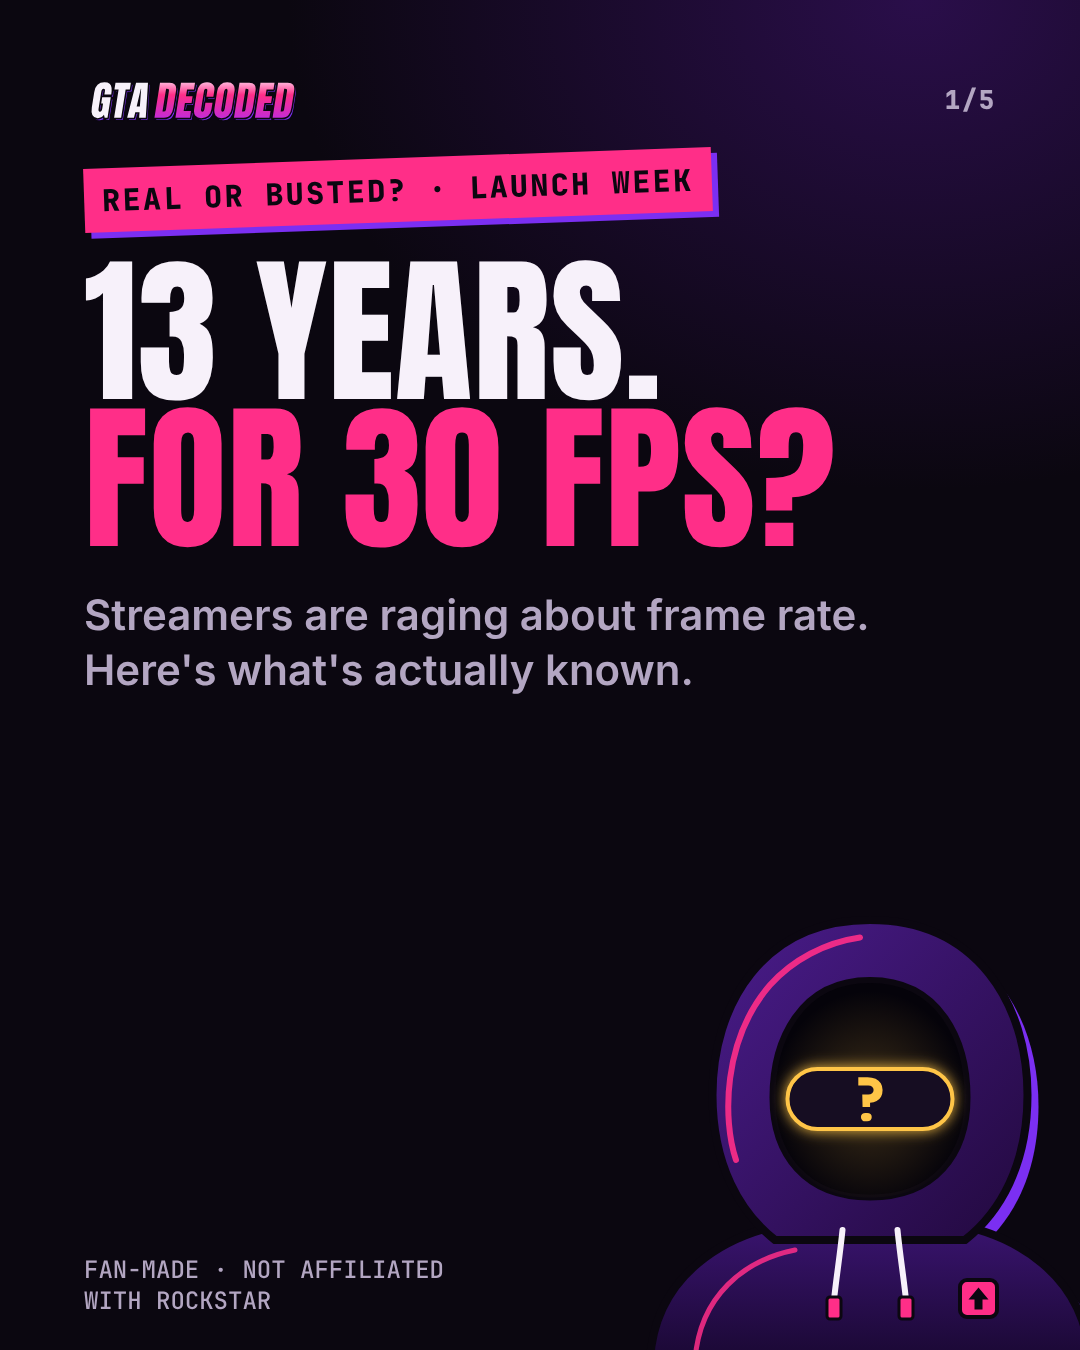 GTA DECODED
1/5
REAL OR BUSTED? · LAUNCH WEEK
13 YEARS.
FOR 30 FPS?
Streamers are raging about frame rate.
Here's what's actually known.
?
FAN-MADE · NOT AFFILIATED
WITH ROCKSTAR